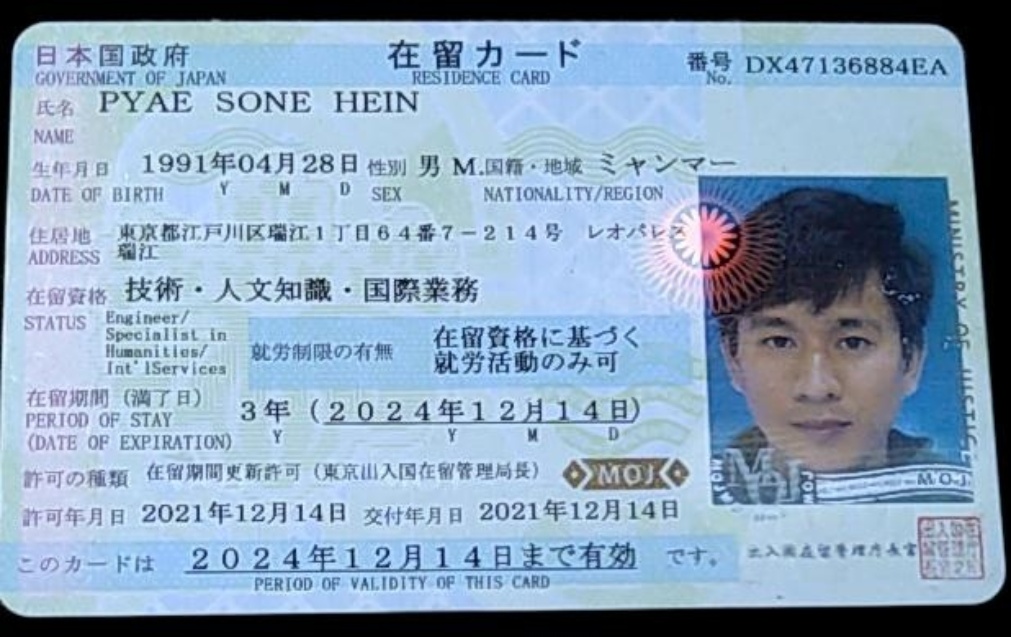 日本国政府 在留カード 番号 DX47136884EA
GOVERNMENT OF JAPAN RESIDENCE CARD No.
氏名 PYAE SONE HEIN
NAME
生年月日 1991年04月28日 性別 男 M. 国籍・地域 ミャンマー
DATE OF BIRTH Y M D SEX NATIONALITY/REGION
住居地 東京都江戸川区瑞江1丁目64番7-214号 レオパレス
ADDRESS 瑞江
在留資格 技術・人文知識・国際業務
STATUS Engineer/
Specialist in
Humanities/
Int'lServices
就労制限の有無 在留資格に基づく
就労活動のみ可
在留期間(満了日) 3年(2024年12月14日)
PERIOD OF STAY Y Y M D
(DATE OF EXPIRATION)
許可の種類 在留期間更新許可(東京出入国在留管理局長) MOJ
許可年月日 2021年12月14日 交付年月日 2021年12月14日
このカードは 2024年12月14日まで有効 です。
PERIOD OF VALIDITY OF THIS CARD
出入国在留管理庁長官
MINISTRY OF JUSTICE
MOJ
M.O.J.